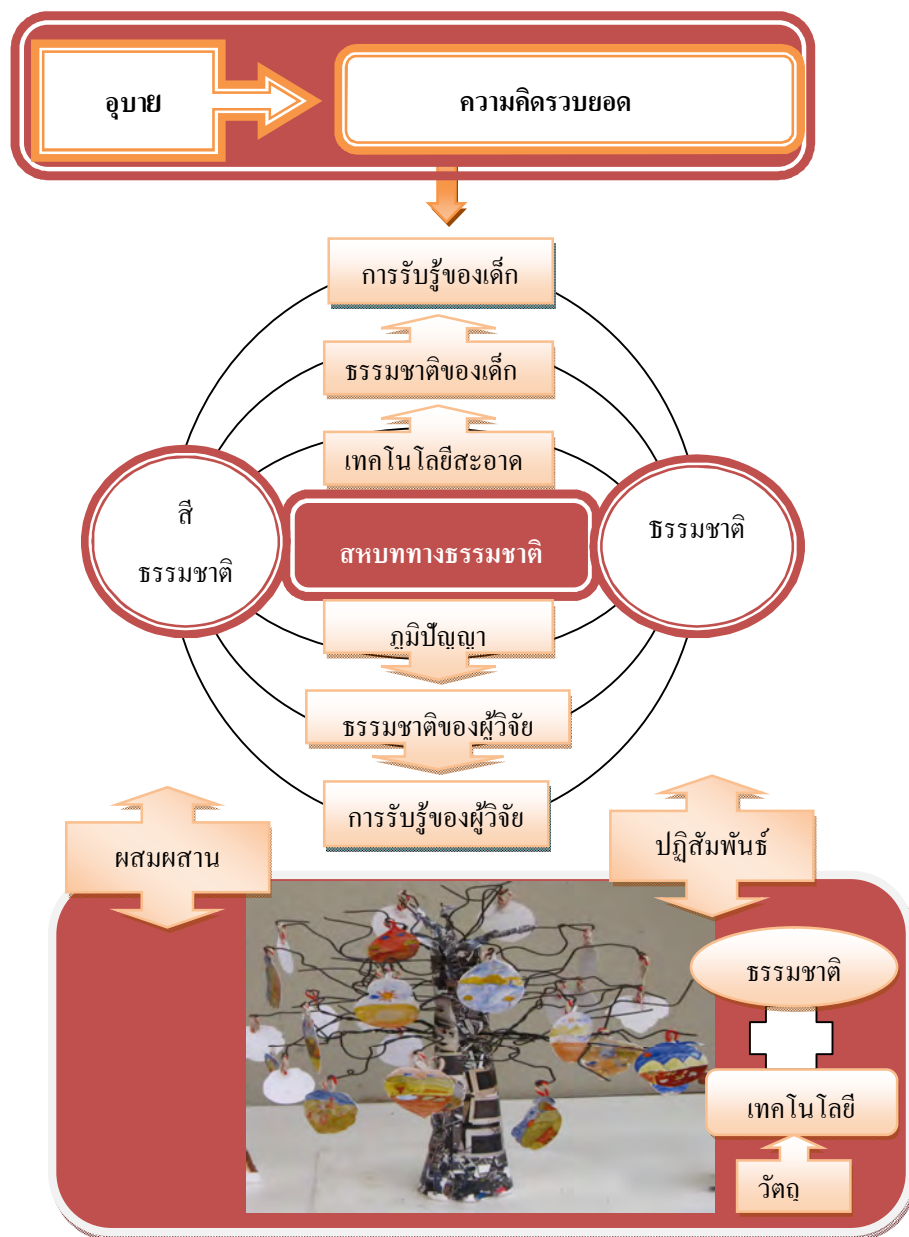 อุบาย
ความคิดรวบยอด
การรับรู้ของเด็ก
ธรรมชาติของเด็ก
เทคโนโลยีสะอาด
สี
ธรรมชาติ
สหบททางธรรมชาติ
ธรรมชาติ
ภูมิปัญญา
ธรรมชาติของผู้วิจัย
การรับรู้ของผู้วิจัย
ผสมผสาน
ปฏิสัมพันธ์
ธรรมชาติ
เทคโนโลยี
วัตถุ